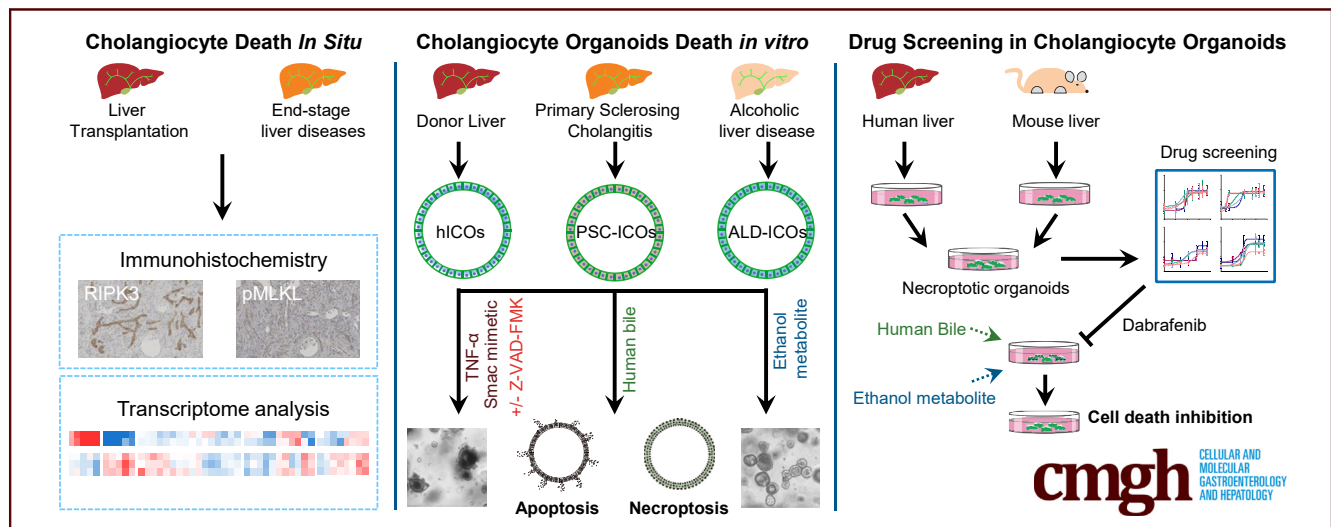 Cholangiocyte Death In Situ
Liver
Transplantation
End-stage
liver diseases
Immunohistochemistry
RIPK3
pMLKL
Transcriptome analysis
Cholangiocyte Organoids Death in vitro
Donor Liver
Primary Sclerosing
Cholangitis
Alcoholic
liver disease
hICOs
PSC-ICOs
ALD-ICOs
TNF-α
Smac mimetic
+/- Z-VAD-FMK
Human bile
Ethanol
metabolite
Apoptosis
Necroptosis
Drug Screening in Cholangiocyte Organoids
Human liver
Mouse liver
Drug screening
Necroptotic organoids
Dabrafenib
Human Bile
Ethanol metabolite
Cell death inhibition
cmgh
CELLULAR AND
MOLECULAR
GASTROENTEROLOGY
AND HEPATOLOGY